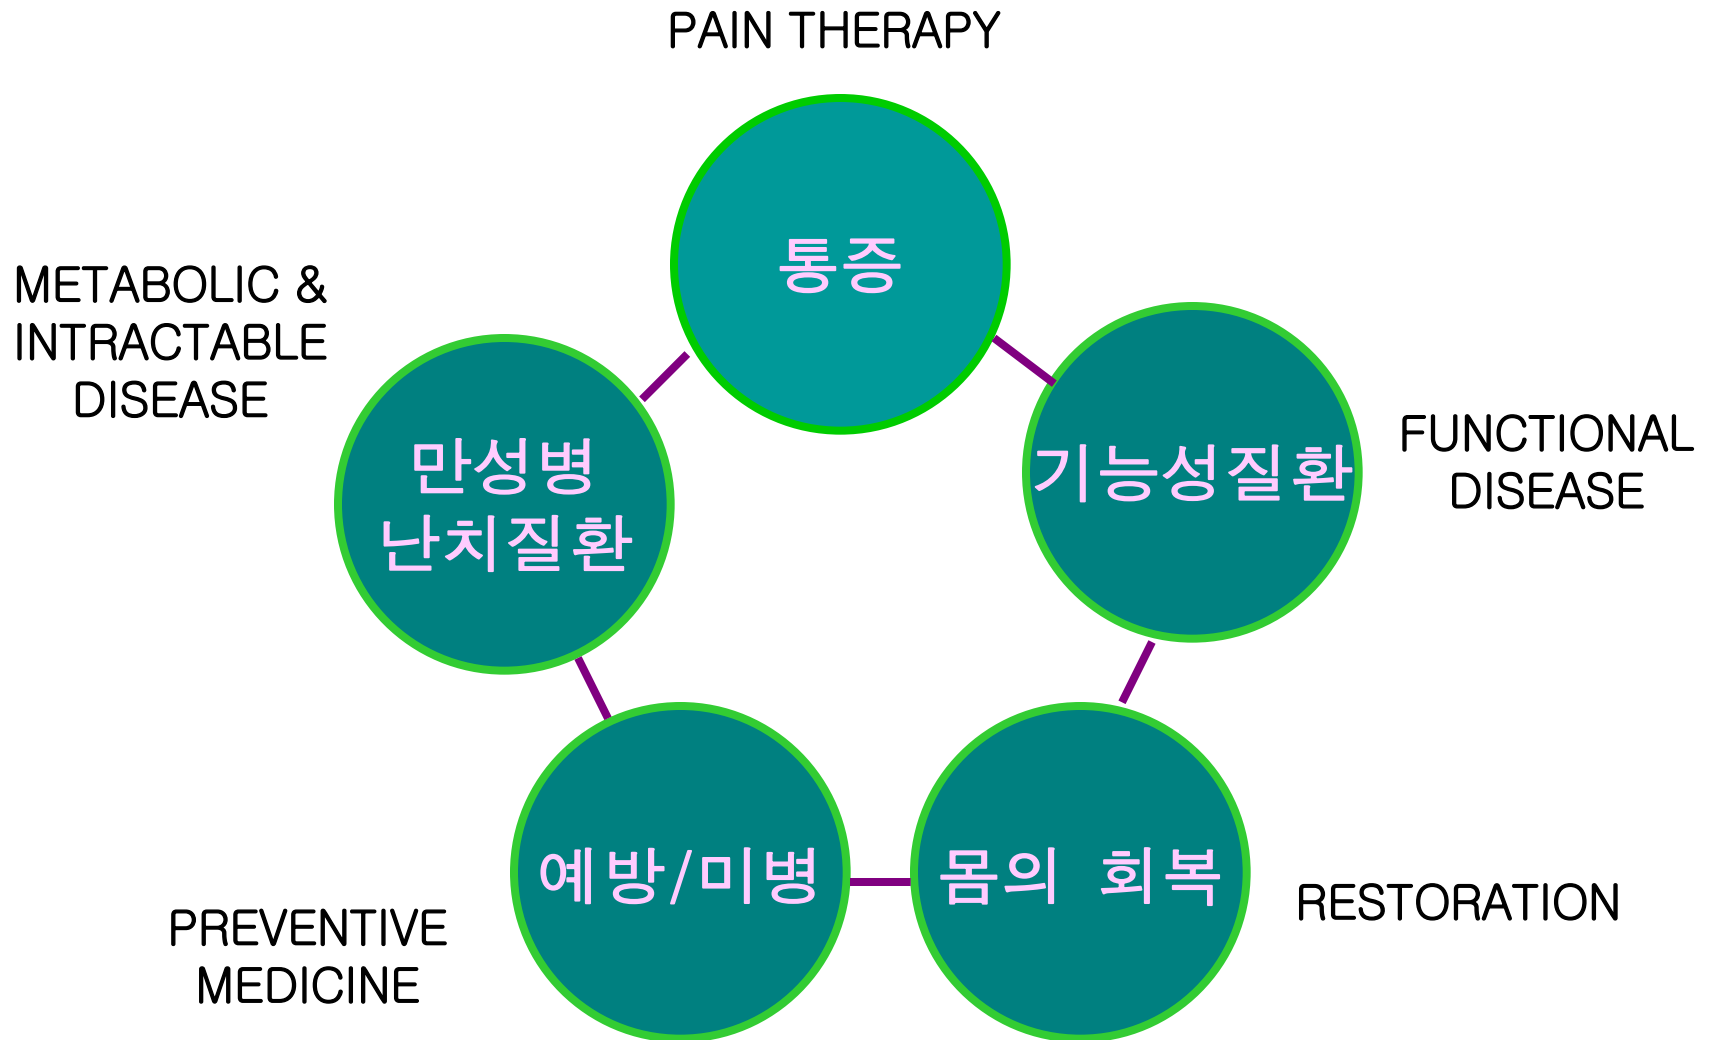 PAIN THERAPY
통증
METABOLIC &
INTRACTABLE
DISEASE
만성병
난치질환
기능성질환
FUNCTIONAL
DISEASE
예방/미병
몸의 회복
PREVENTIVE
MEDICINE
RESTORATION